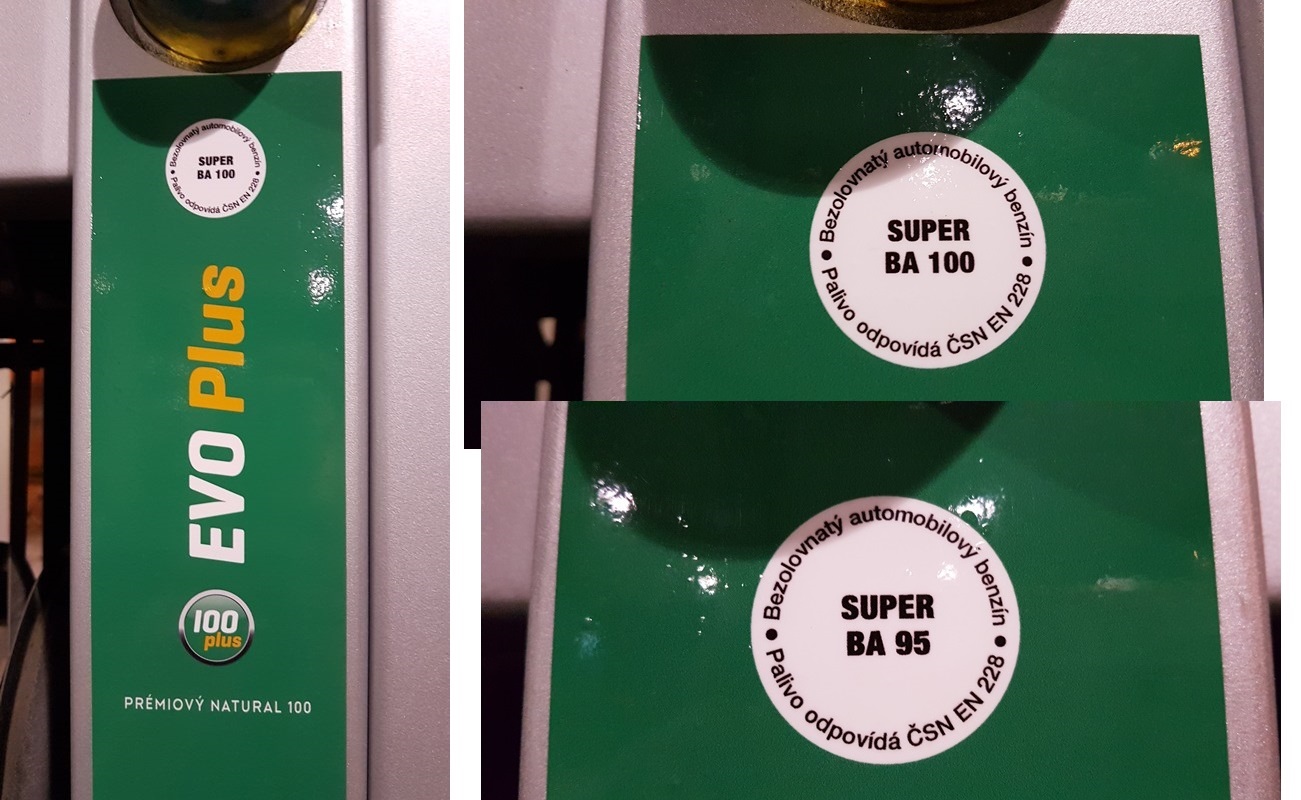 Bezolovnatý automobilový benzín
SUPER
BA 100
• Palivo odpovídá ČSN EN 228 •
EVO Plus
100
plus
PRÉMIOVÝ NATURAL 100
Bezolovnatý automobilový benzín
SUPER
BA 100
• Palivo odpovídá ČSN EN 228 •
Bezolovnatý automobilový benzín
SUPER
BA 95
• Palivo odpovídá ČSN EN 228 •